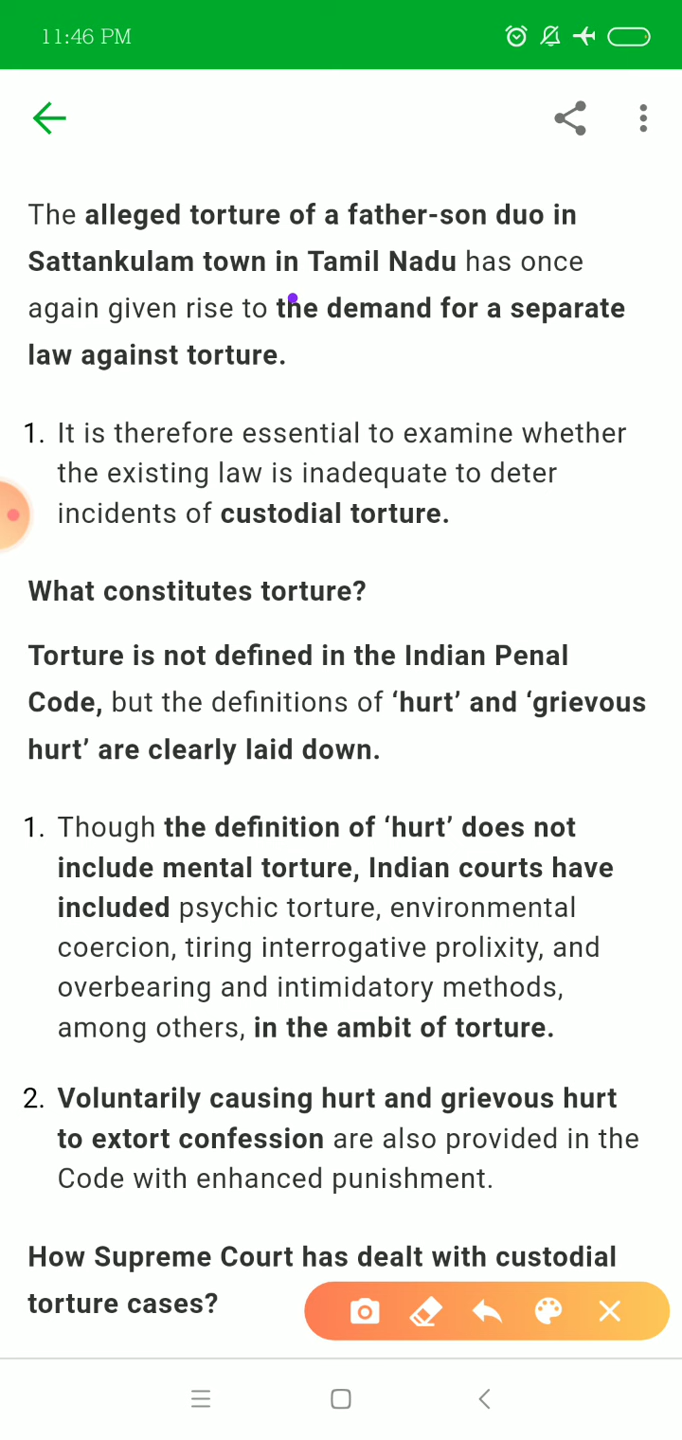 11:46 PM
The alleged torture of a father-son duo in
Sattankulam town in Tamil Nadu has once
again given rise to the demand for a separate
law against torture.
1. It is therefore essential to examine whether
the existing law is inadequate to deter
incidents of custodial torture.
What constitutes torture?
Torture is not defined in the Indian Penal
Code, but the definitions of ‘hurt’ and ‘grievous
hurt’ are clearly laid down.
1. Though the definition of ‘hurt’ does not
include mental torture, Indian courts have
included psychic torture, environmental
coercion, tiring interrogative prolixity, and
overbearing and intimidatory methods,
among others, in the ambit of torture.
2. Voluntarily causing hurt and grievous hurt
to extort confession are also provided in the
Code with enhanced punishment.
How Supreme Court has dealt with custodial
torture cases?